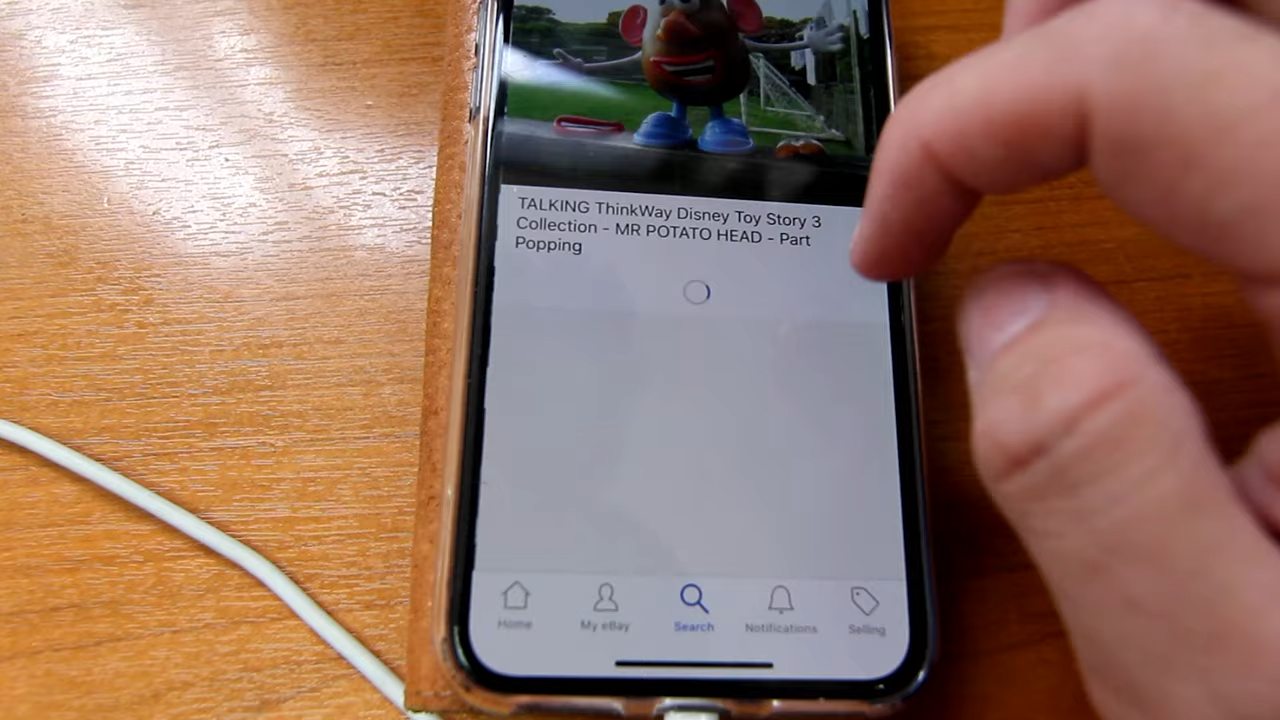 TALKING ThinkWay Disney Toy Story 3
Collection - MR POTATO HEAD - Part
Popping
Home
My eBay
Search
Notifications
Selling